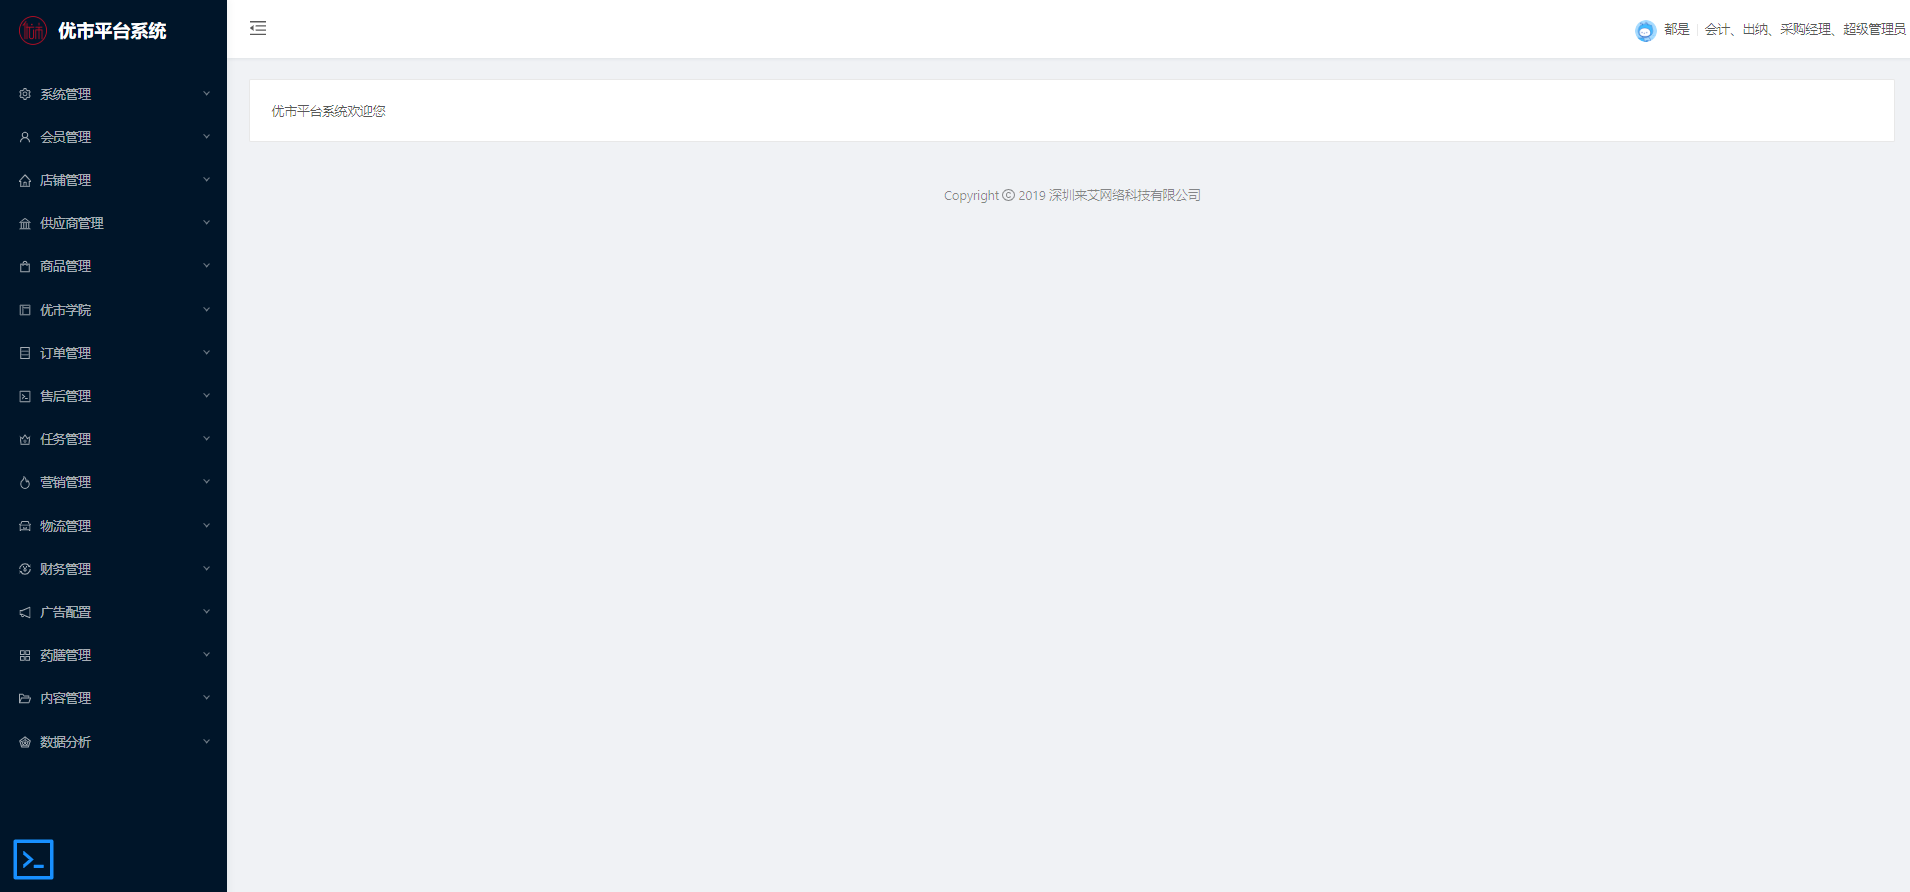 优市平台系统
都是 会计、出纳、采购经理、超级管理员
系统管理
会员管理
店铺管理
供应商管理
商品管理
优市学院
订单管理
售后管理
任务管理
营销管理
物流管理
财务管理
广告配置
药膳管理
内容管理
数据分析
优市平台系统欢迎您
Copyright © 2019 深圳来艾网络科技有限公司